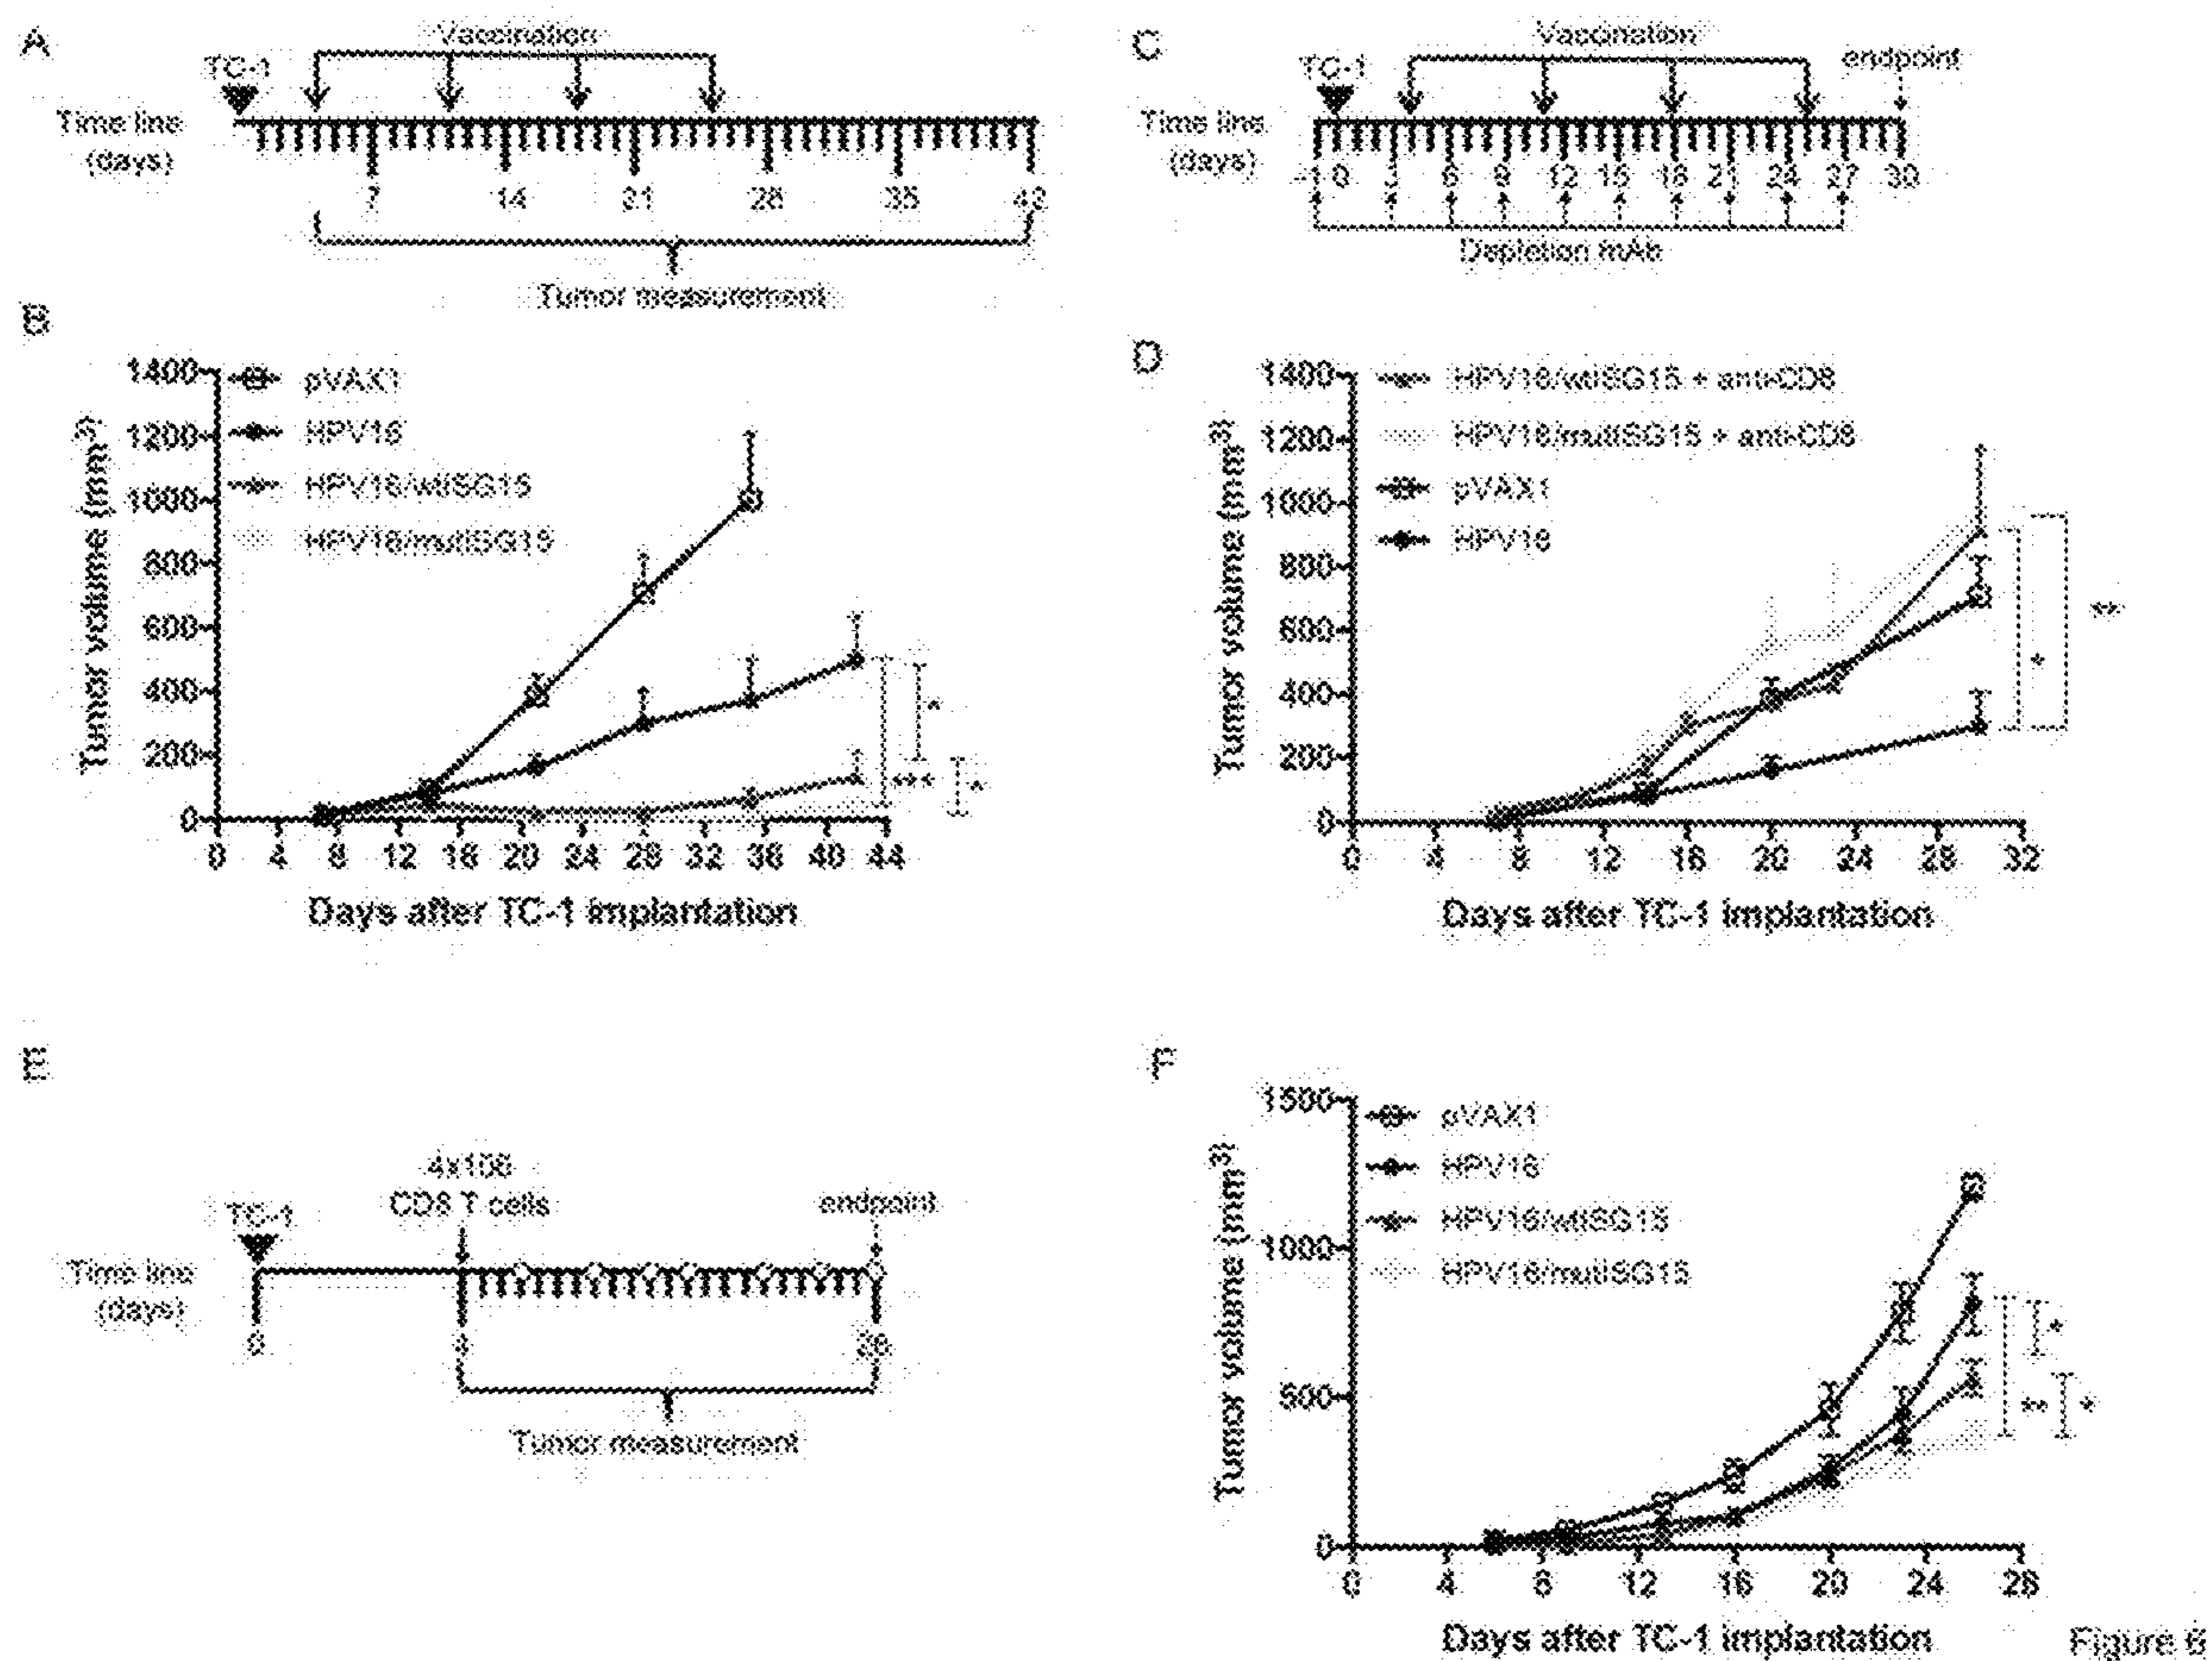 A
Vaccination
TC-1
Time line
(days)
7 14 21 28 35 42
Tumor measurement
C
Vaccination
TC-1
endpoint
Time line
(days)
-1 0 3 6 9 12 15 18 21 24 27 30
Depletion mAb
B
Tumor volume (mm3)
1400
1200
1000
800
600
400
200
0
pVAX1
HPV16
HPV16/wtISG15
HPV16/mutISG15
*
***
*
0 4 8 12 16 20 24 28 32 36 40 44
Days after TC-1 implantation
D
Tumor volume (mm3)
1400
1200
1000
800
600
400
200
0
HPV16/wtISG15 + anti-CD8
HPV16/mutISG15 + anti-CD8
pVAX1
HPV16
**
*
0 4 8 12 16 20 24 28 32
Days after TC-1 implantation
E
4x106
CD8 T cells
TC-1
endpoint
Time line
(days)
0
Tumor measurement
F
Tumor volume (mm3)
1500
1000
500
0
pVAX1
HPV16
HPV16/wtISG15
HPV16/mutISG15
*
**
*
0 4 8 12 16 20 24 28
Days after TC-1 implantation
Figure 6